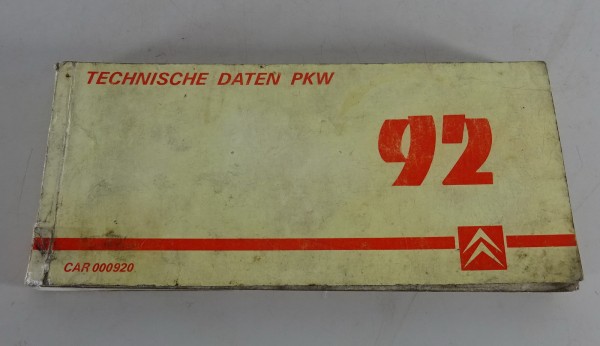 TECHNISCHE DATEN PKW
92
CAR 000920